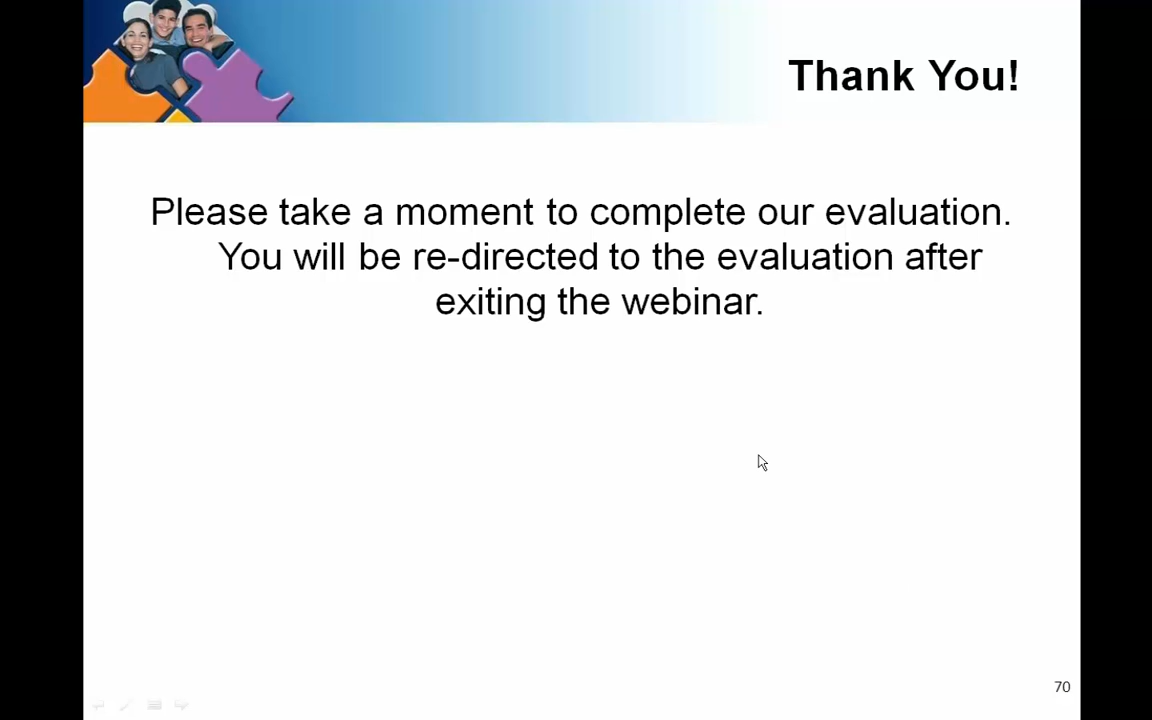 Thank You!
Please take a moment to complete our evaluation.
You will be re-directed to the evaluation after
exiting the webinar.
70